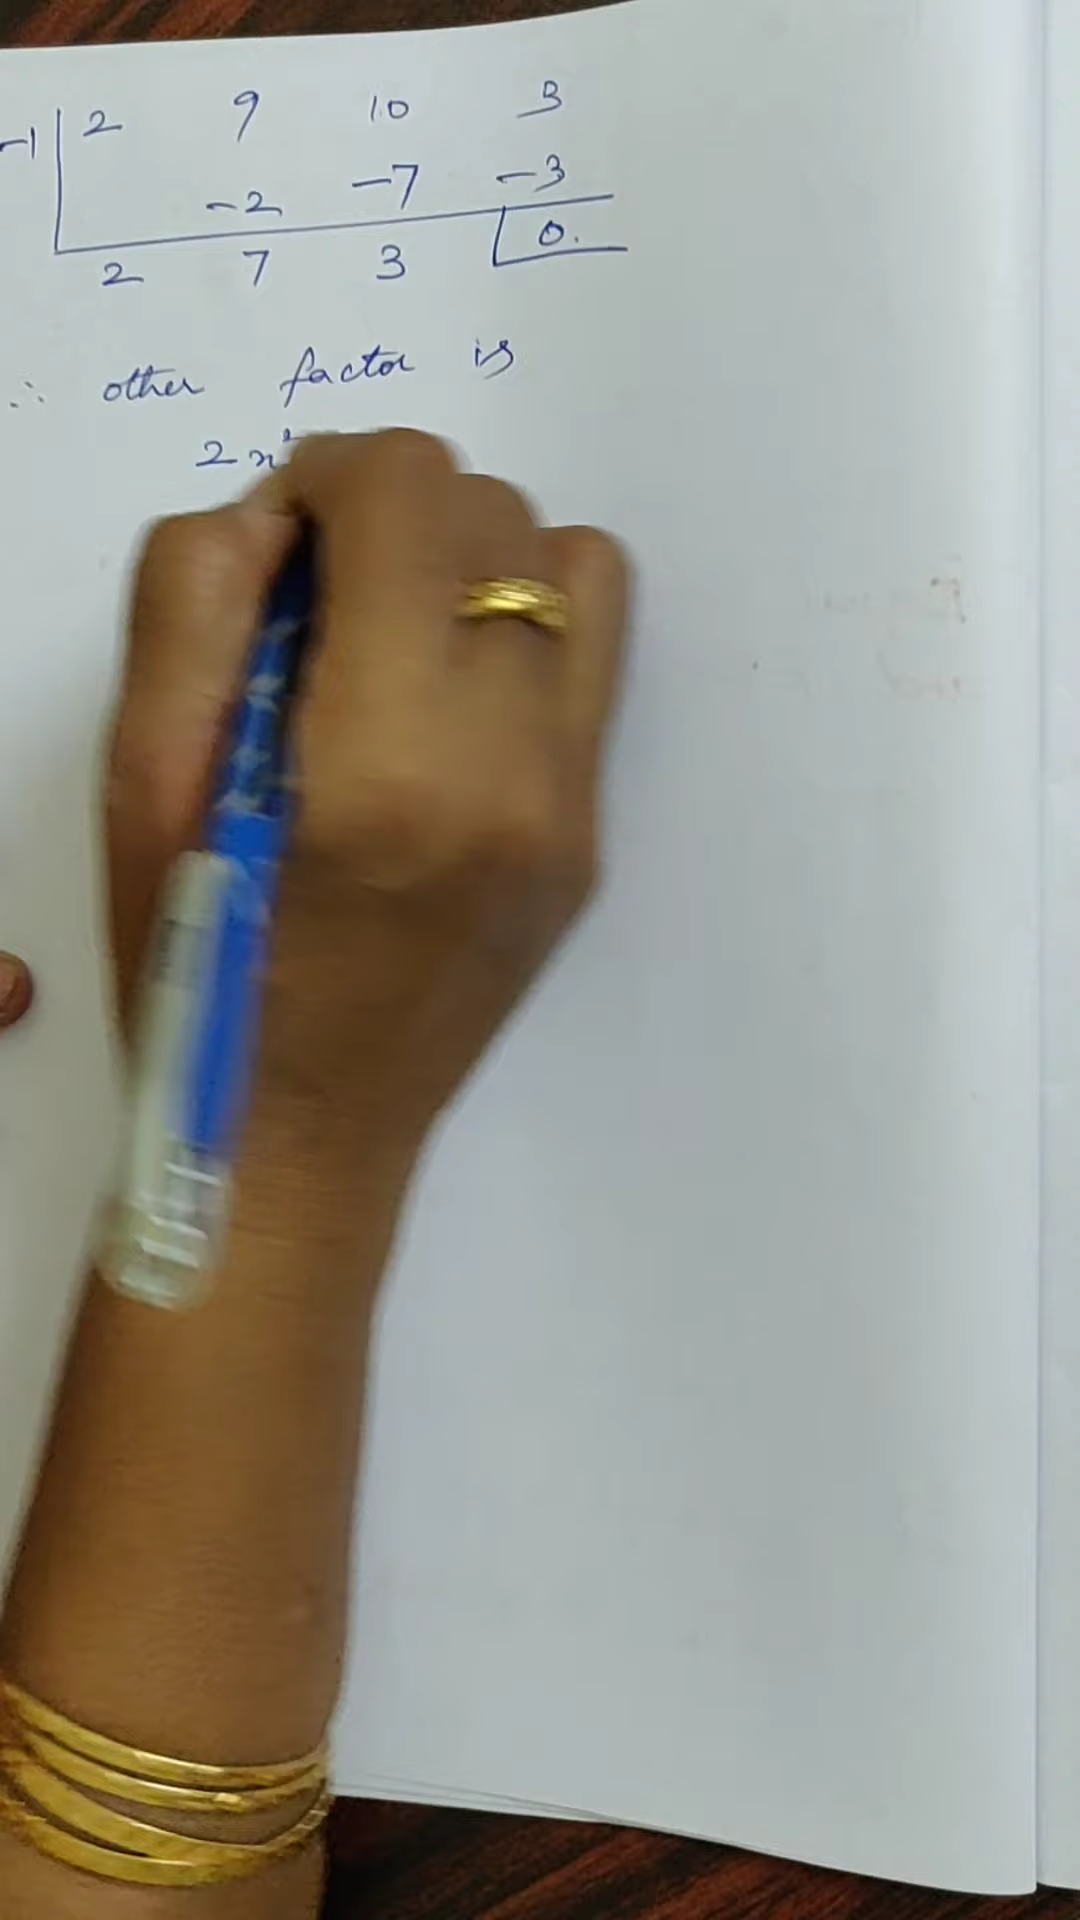 -1 | 2 9 10 3
-2 -7 -3
2 7 3 | 0.
∴ other factor is
2x²